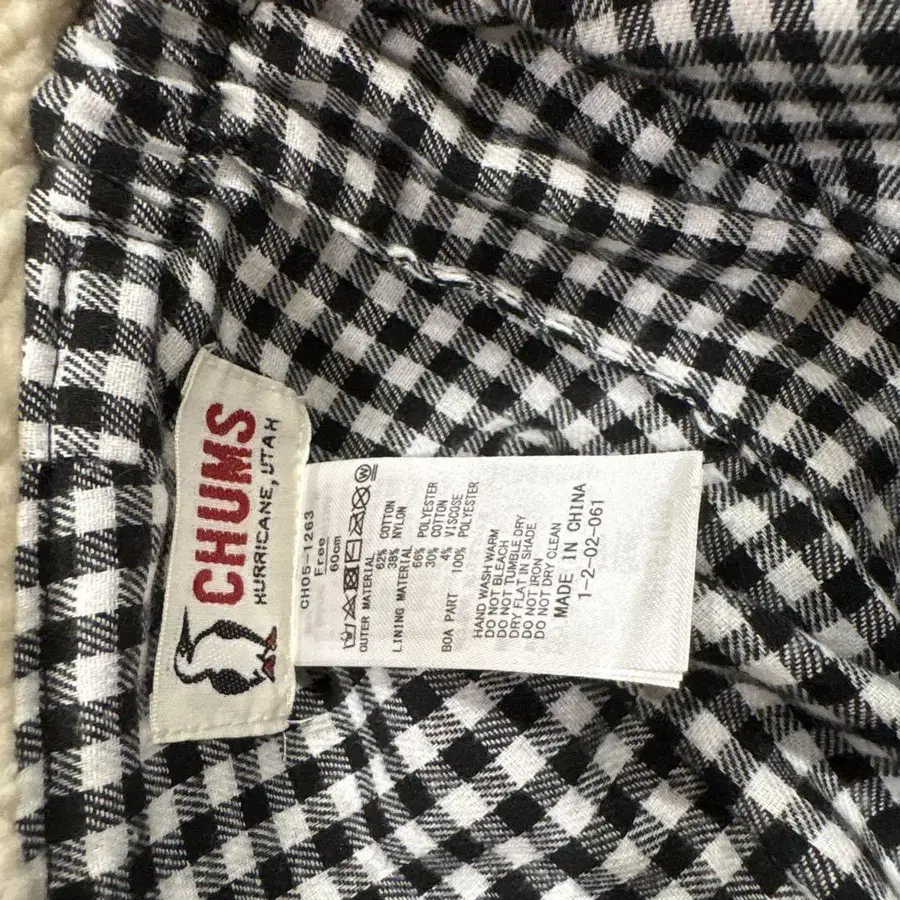 CHUMS
HURRICANE, UTAH
CH05-1263
Free
60cm
W
OUTER MATERIAL
62% COTTON
38% NYLON
LINING MATERIAL
66% POLYESTER
30% COTTON
4% VISCOSE
BOA PART 100% POLYESTER
HAND WASH WARM
DO NOT BLEACH
DO NOT TUMBLE DRY
DRY FLAT IN SHADE
DO NOT IRON
DO NOT DRY CLEAN
MADE IN CHINA
1-2-02-061